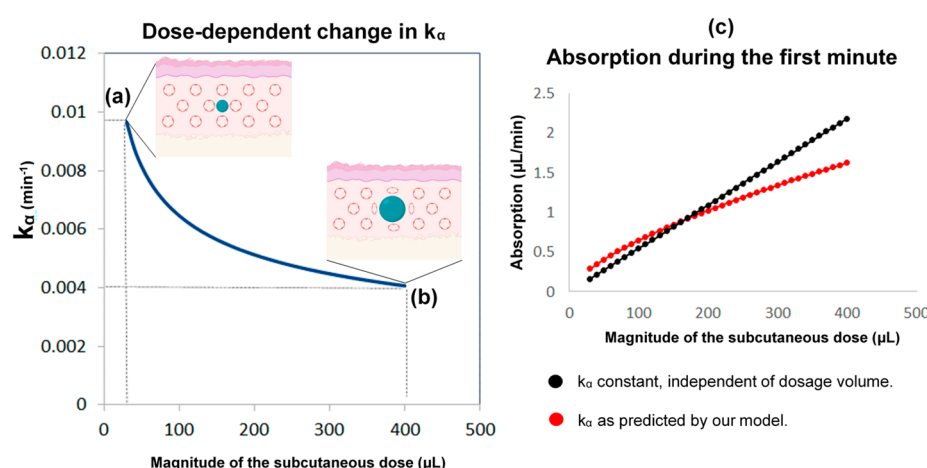 Dose-dependent change in kα
0.012
0.01
0.008
0.006
0.004
0.002
0
kα (min⁻¹)
(a)
(b)
0
100
200
300
400
500
Magnitude of the subcutaneous dose (µL)
(c)
Absorption during the first minute
2.5
2
1.5
1
0.5
0
Absorption (µL/min)
0
100
200
300
400
500
Magnitude of the subcutaneous dose (µL)
kα constant, independent of dosage volume.
kα as predicted by our model.